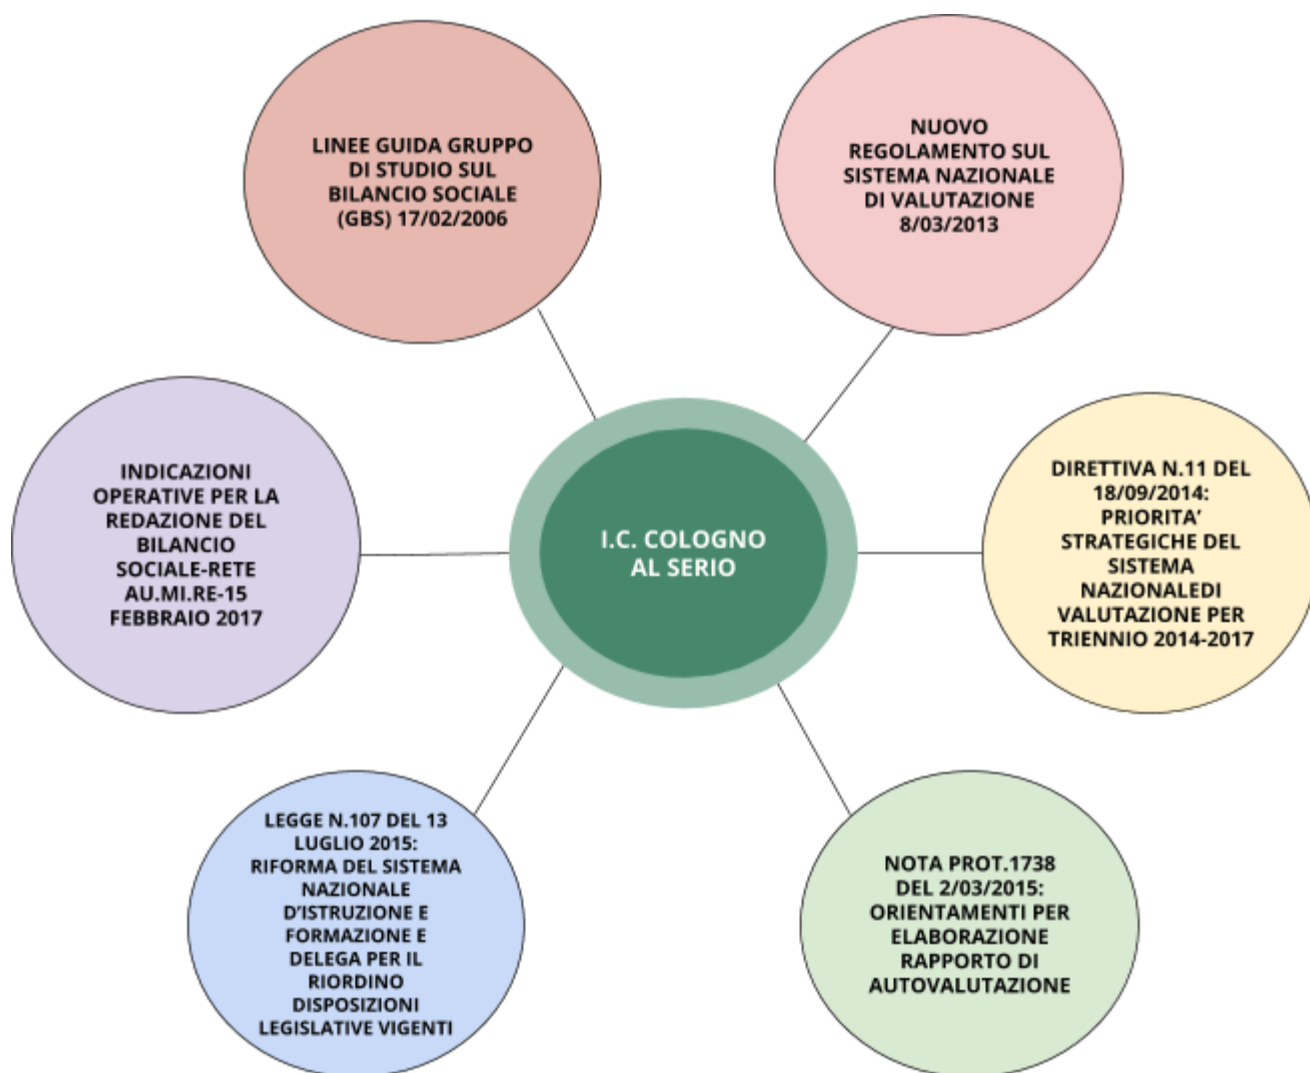 LINEE GUIDA GRUPPO
DI STUDIO SUL
BILANCIO SOCIALE
(GBS) 17/02/2006
NUOVO
REGOLAMENTO SUL
SISTEMA NAZIONALE
DI VALUTAZIONE
8/03/2013
INDICAZIONI
OPERATIVE PER LA
REDAZIONE DEL
BILANCIO
SOCIALE-RETE
AU.MI.RE-15
FEBBRAIO 2017
I.C. COLOGNO
AL SERIO
DIRETTIVA N.11 DEL
18/09/2014:
PRIORITA'
STRATEGICHE DEL
SISTEMA
NAZIONALEDI
VALUTAZIONE PER
TRIENNIO 2014-2017
LEGGE N.107 DEL 13
LUGLIO 2015:
RIFORMA DEL SISTEMA
NAZIONALE
D'ISTRUZIONE E
FORMAZIONE E
DELEGA PER IL
RIORDINO
DISPOSIZIONI
LEGISLATIVE VIGENTI
NOTA PROT.1738
DEL 2/03/2015:
ORIENTAMENTI PER
ELABORAZIONE
RAPPORTO DI
AUTOVALUTAZIONE